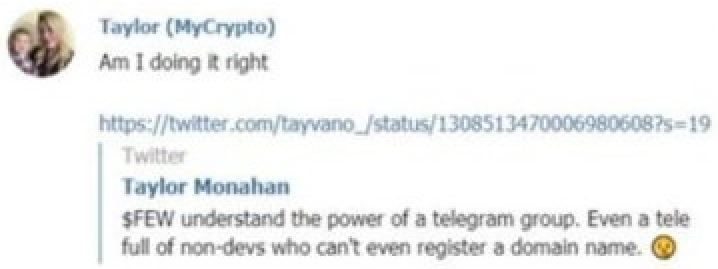 Taylor (MyCrypto)
Am I doing it right
https://twitter.com/tayvano_/status/1308513470006980608?s=19
Twitter
Taylor Monahan
$FEW understand the power of a telegram group. Even a tele
full of non-devs who can't even register a domain name. 😉